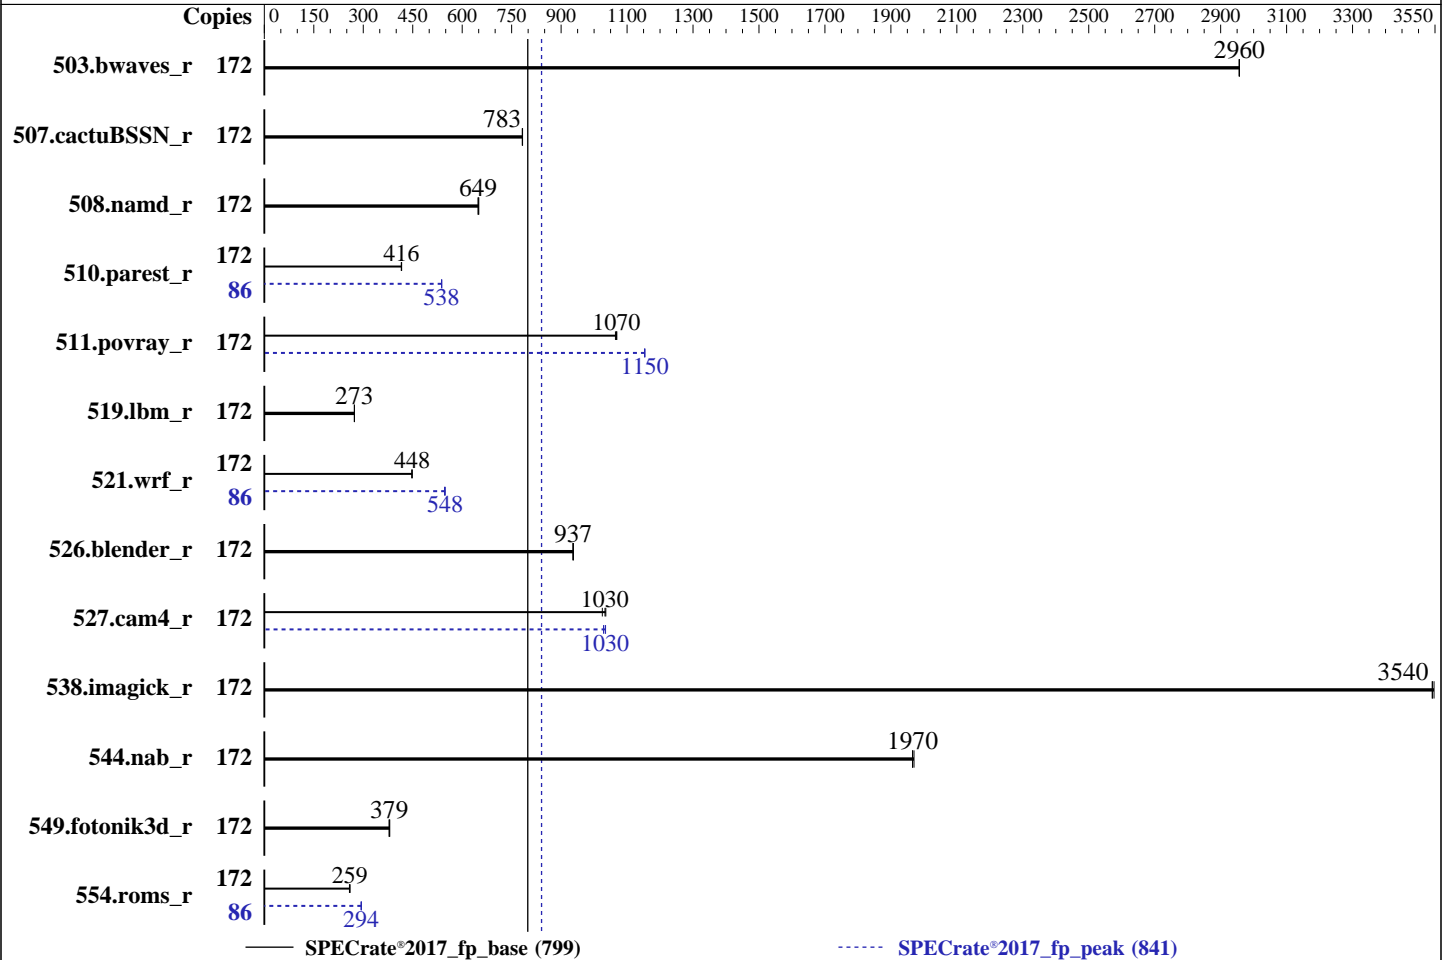 Copies 0 150 300 450 600 750 900 1100 1300 1500 1700 1900 2100 2300 2500 2700 2900 3100 3300 3550
503.bwaves_r 172 2960
507.cactuBSSN_r 172 783
508.namd_r 172 649
172 416
510.parest_r
86 538
1070
511.povray_r 172
1150
519.lbm_r 172 273
172 448
521.wrf_r
86 548
526.blender_r 172 937
1030
527.cam4_r 172
1030
538.imagick_r 172 3540
544.nab_r 172 1970
549.fotonik3d_r 172 379
172 259
554.roms_r
86 294
SPECrate®2017_fp_base (799) SPECrate®2017_fp_peak (841)